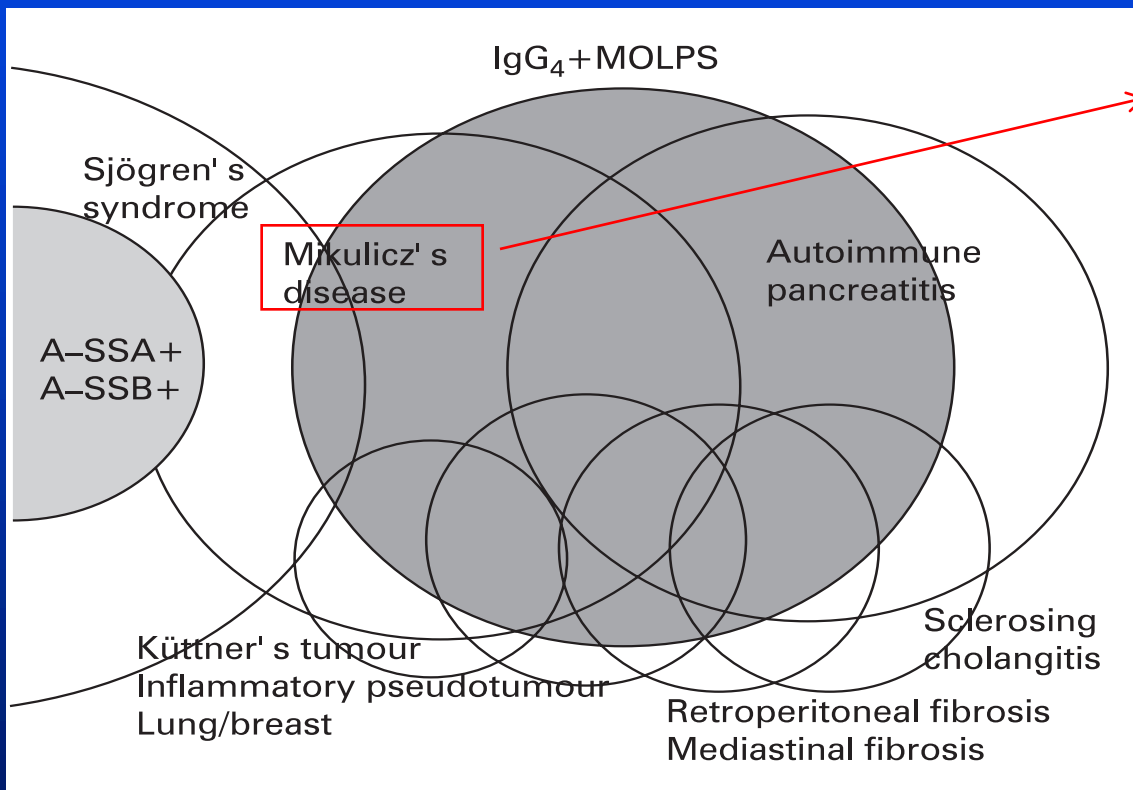 IgG₄+MOLPS
Sjögren's
syndrome
Mikulicz's
disease
Autoimmune
pancreatitis
A–SSA+
A–SSB+
Küttner's tumour
Inflammatory pseudotumour
Lung/breast
Sclerosing
cholangitis
Retroperitoneal fibrosis
Mediastinal fibrosis